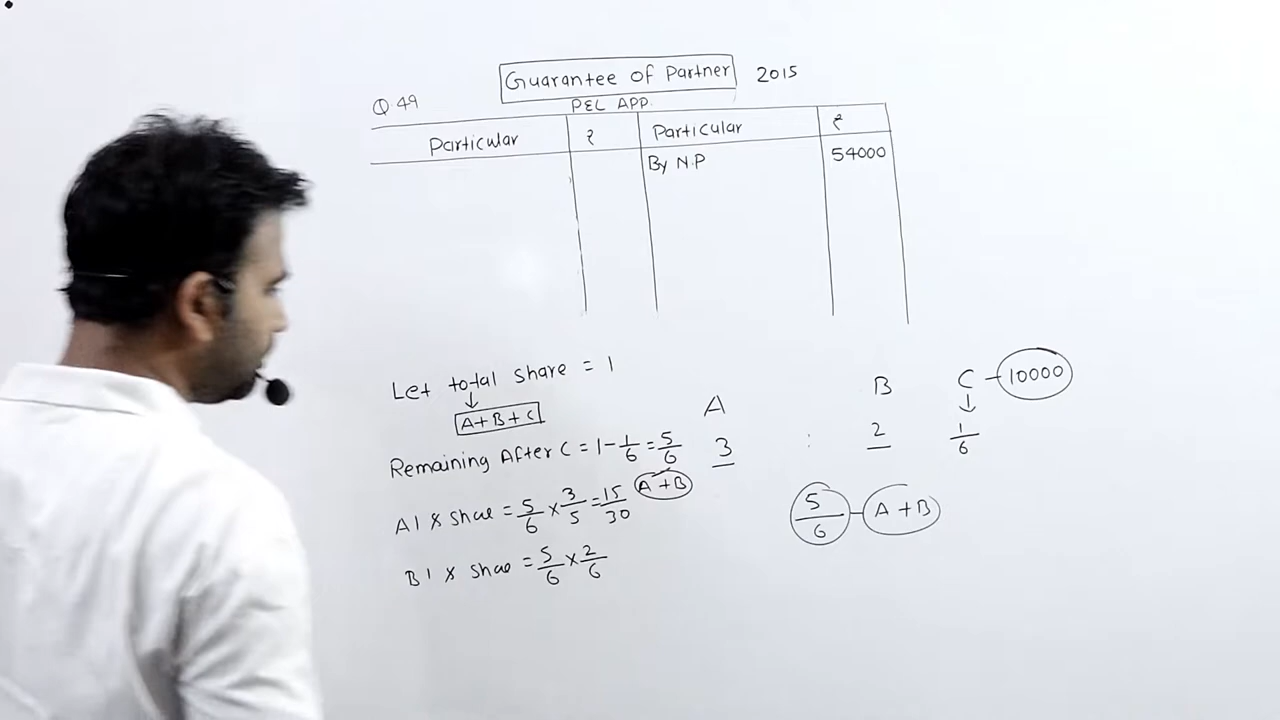 Guarantee of Partner 2015
Q 49
P&L APP.
Particular ₹ Particular ₹
By N.P 54000
Let total share = 1
↓
A+B+C
A B C - 10000
↓
Remaining After C = 1 - 1/6 = 5/6 3 : 2 1/6
A+B
A's share = 5/6 × 3/5 = 15/30
5/6 - A+B
B's share = 5/6 × 2/6